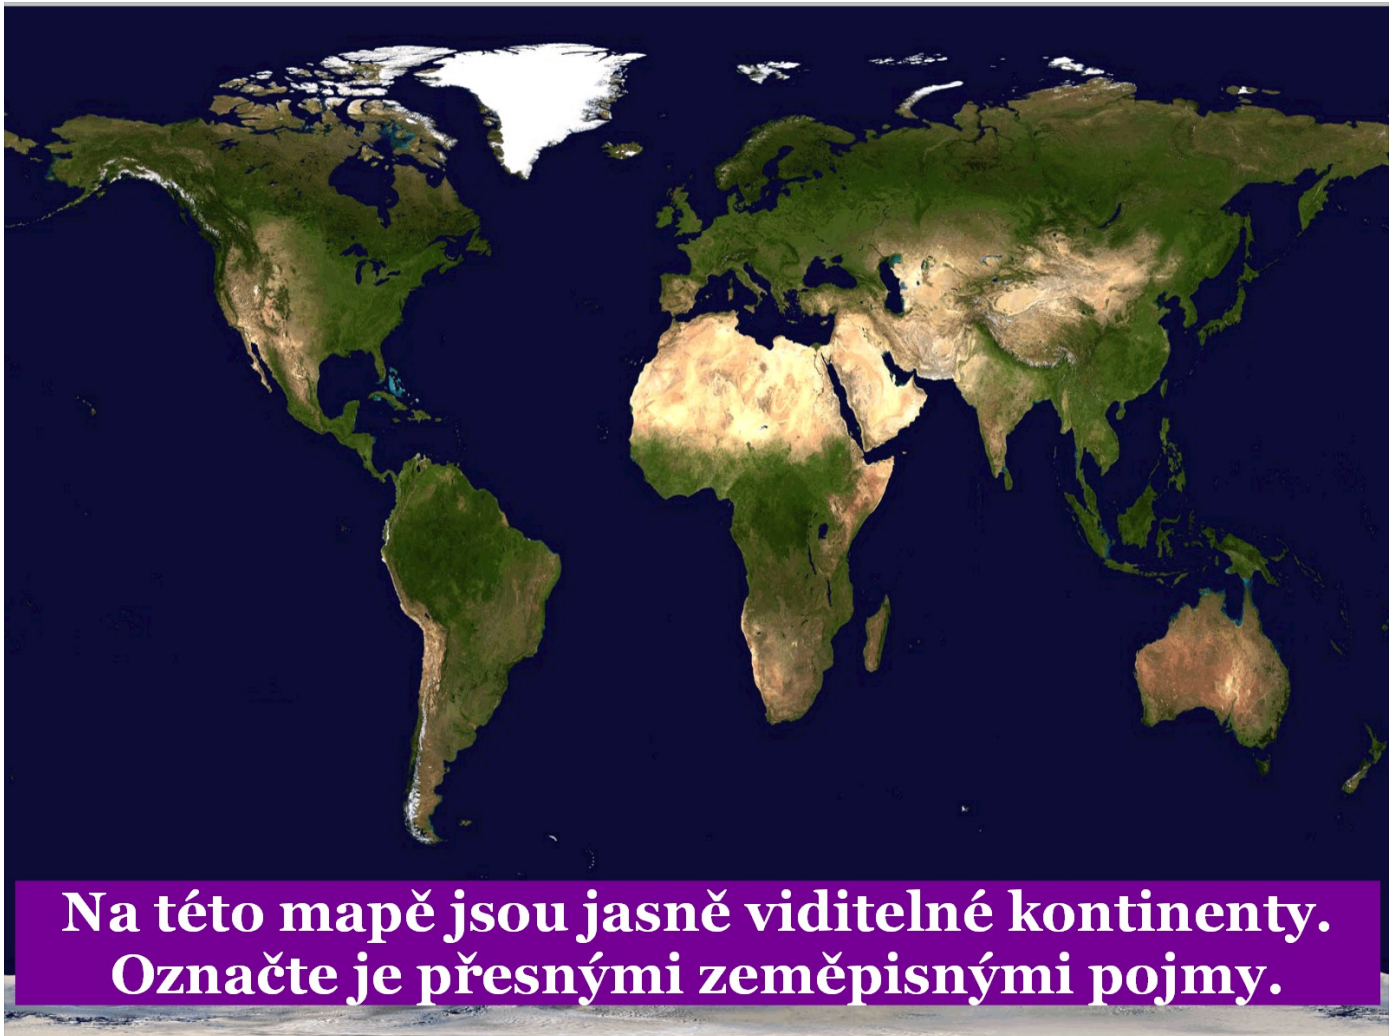 Na této mapě jsou jasně viditelné kontinenty.
Označte je přesnými zeměpisnými pojmy.